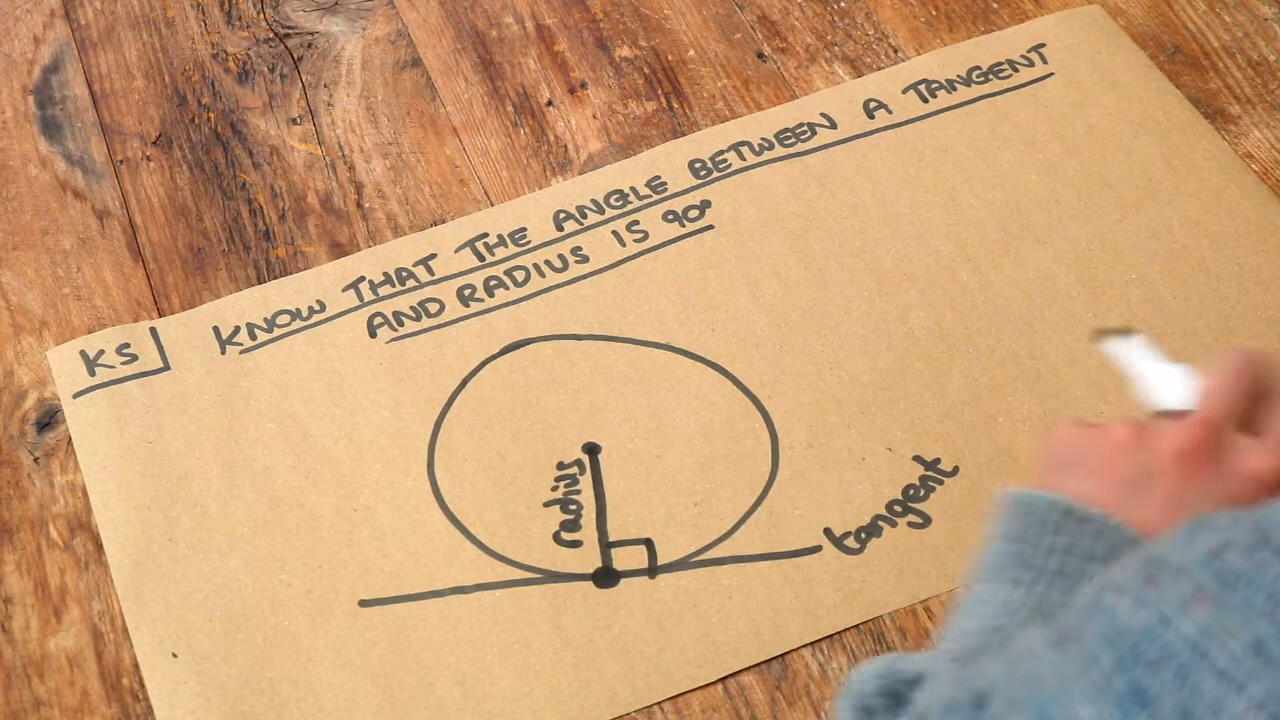 KS
KNOW THAT THE ANGLE BETWEEN A TANGENT
AND RADIUS IS 90°
radius
tangent